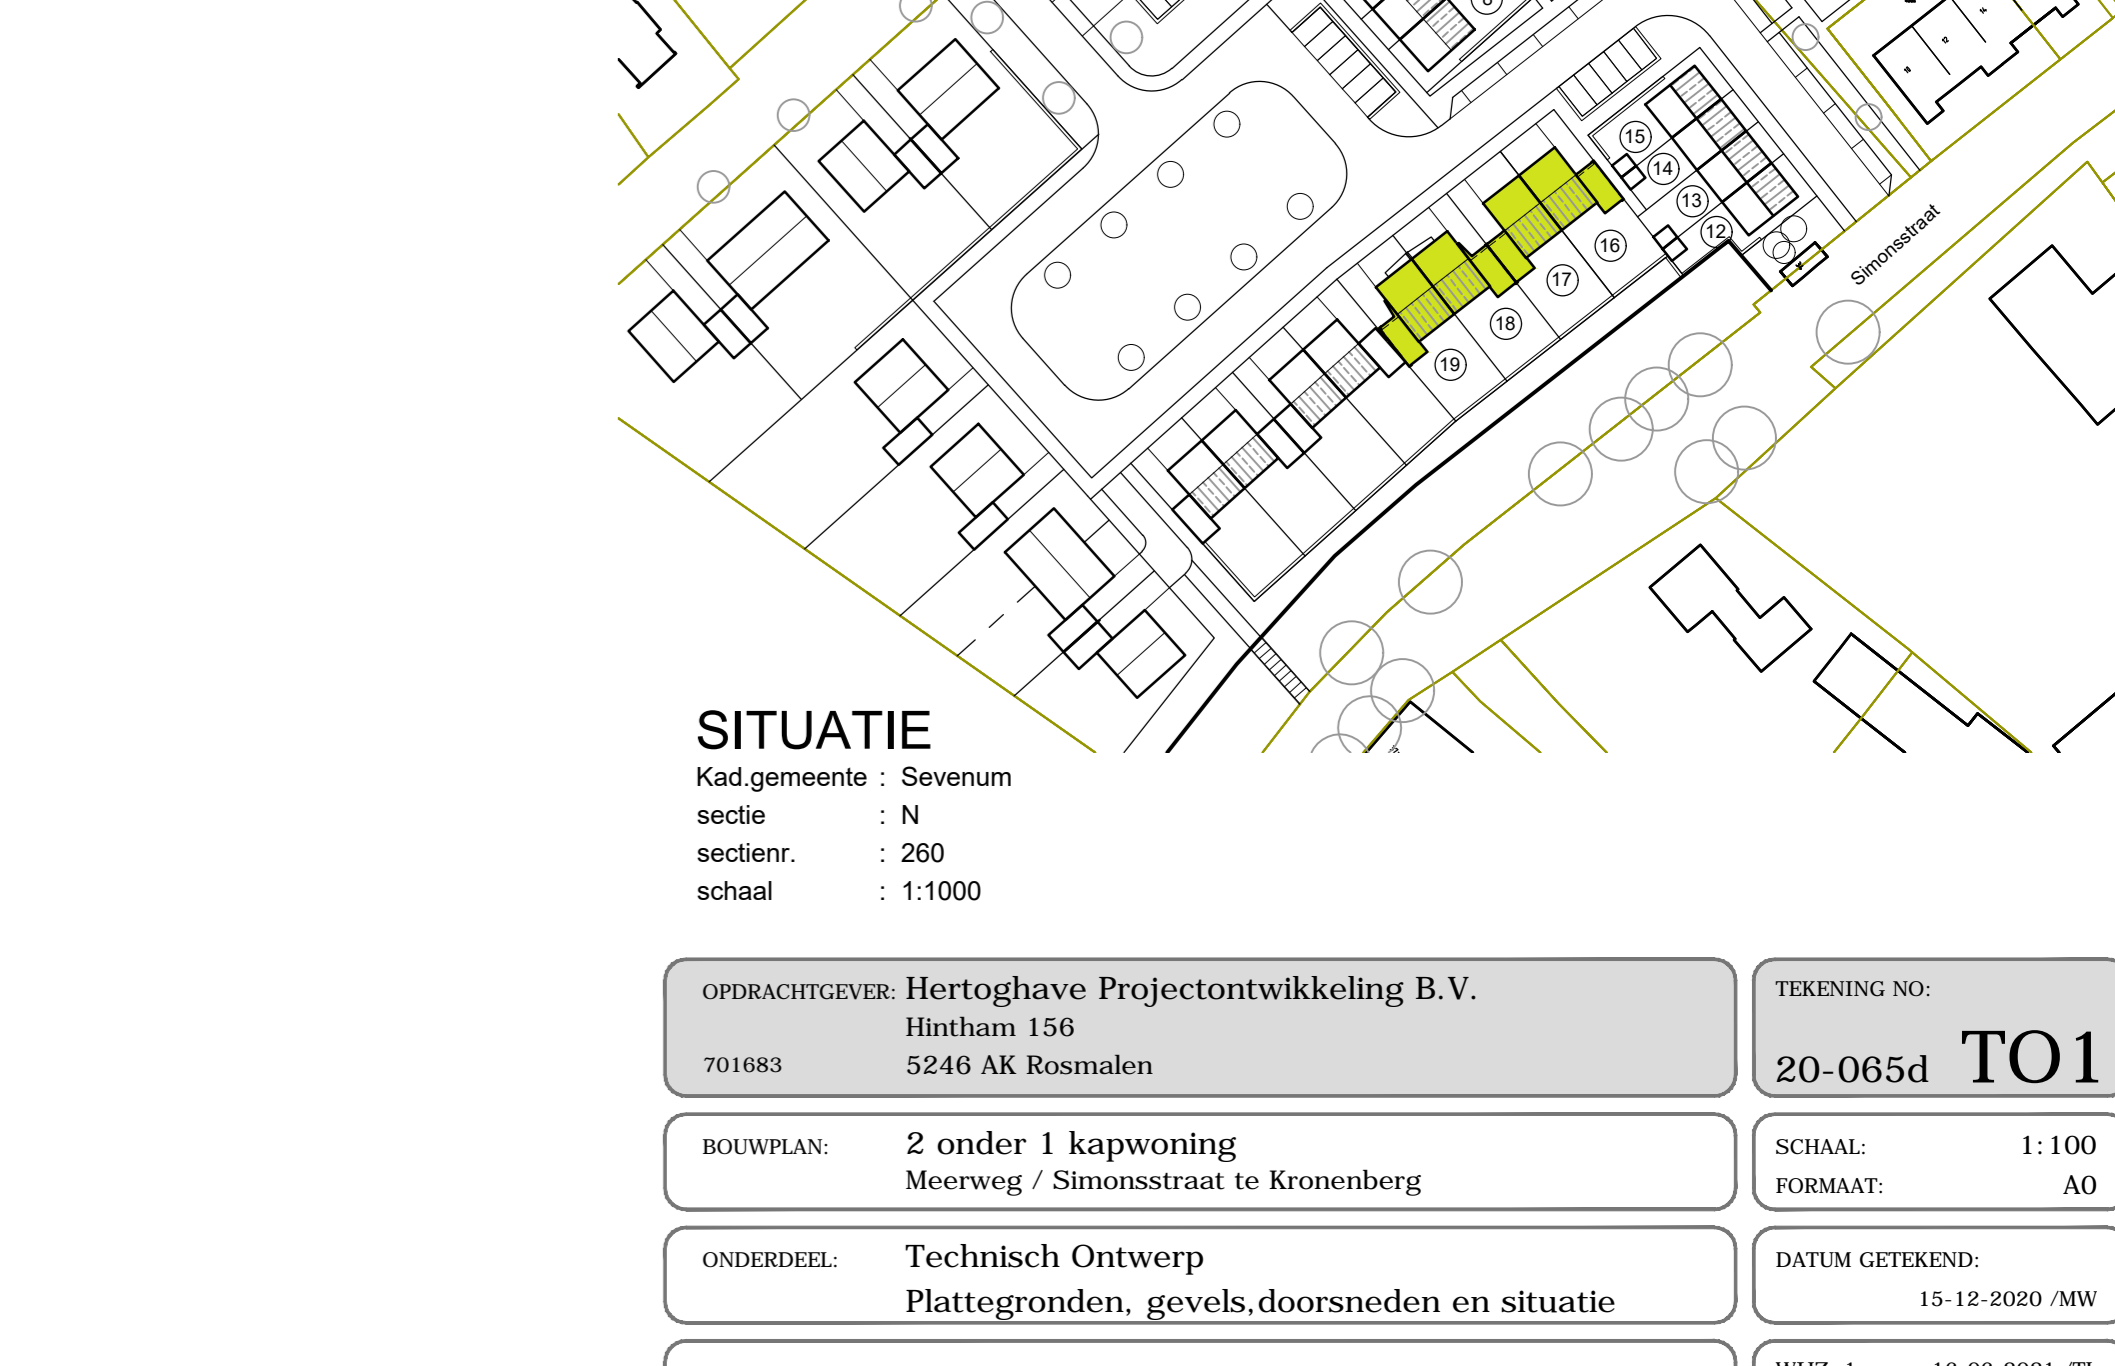 15
14
13
12
16
17
18
19
Simonsstraat
12
14
10
SITUATIE
Kad.gemeente : Sevenum
sectie : N
sectienr. : 260
schaal : 1:1000
OPDRACHTGEVER: Hertoghave Projectontwikkeling B.V.
Hintham 156
701683 5246 AK Rosmalen
TEKENING NO:
20-065d TO1
BOUWPLAN: 2 onder 1 kapwoning
Meerweg / Simonsstraat te Kronenberg
SCHAAL: 1:100
FORMAAT: A0
ONDERDEEL: Technisch Ontwerp
Plattegronden, gevels,doorsneden en situatie
DATUM GETEKEND:
15-12-2020 /MW